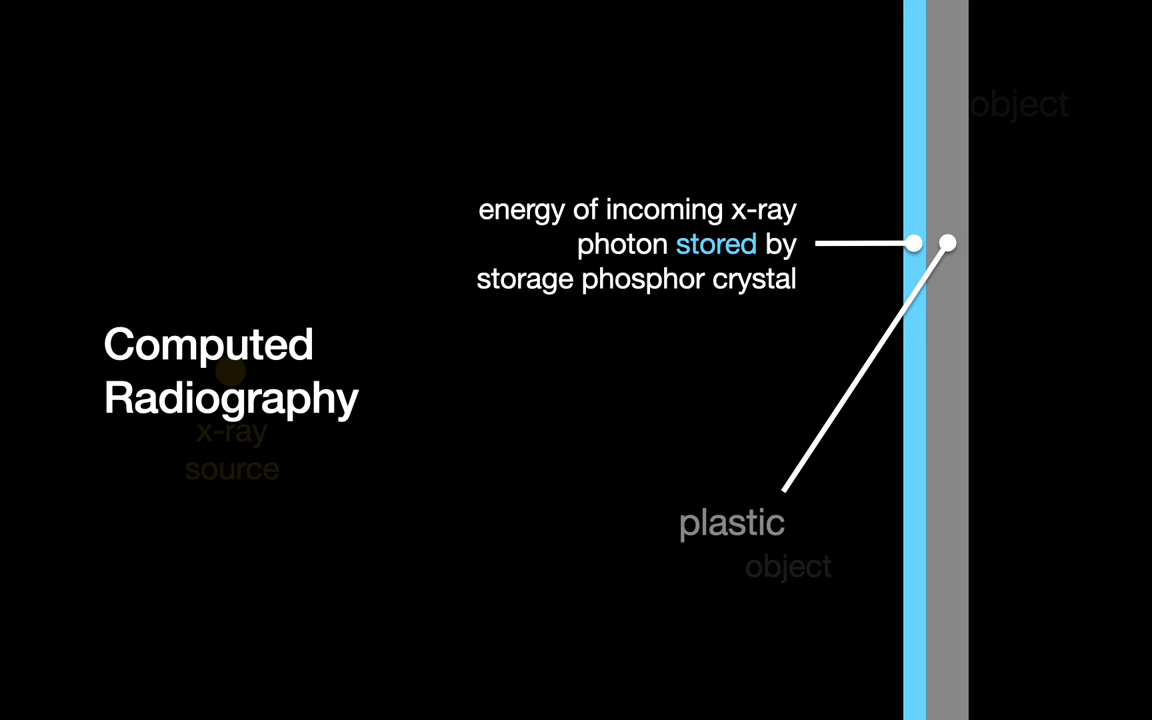 object
energy of incoming x-ray
photon stored by
storage phosphor crystal
Computed
Radiography
x-ray
source
plastic
object